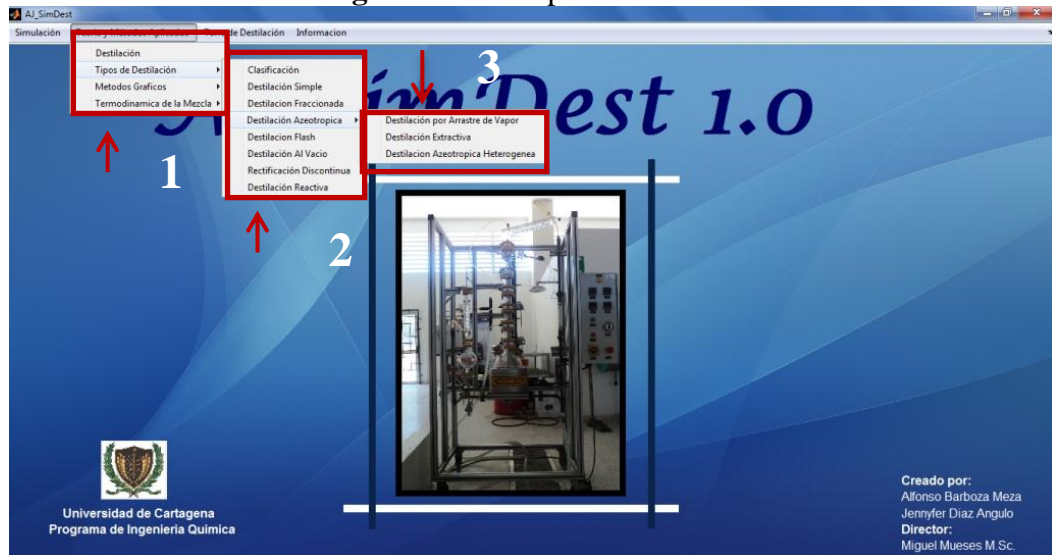 AJ_SimDest
Simulación de Destilación Informacion
Destilación
Tipos de Destilación
Metodos Graficos
Termodinamica de la Mezcla
1
Clasificación
Destilación Simple
Destilacion Fraccionada
Destilación Azeotropica
Destilacion Flash
Destilación Al Vacio
Rectificación Discontinua
Destilación Reactiva
2
3
Destilación por Arrastre de Vapor
Destilación Extractiva
Destilacion Azeotropica Heterogenea
Dest 1.0
Universidad de Cartagena
Programa de Ingenieria Quimica
Creado por:
Alfonso Barboza Meza
Jennyfer Diaz Angulo
Director:
Miguel Mueses M.Sc.